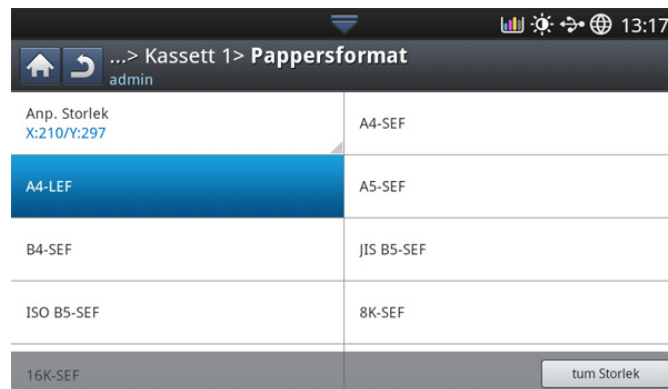 13:17
...> Kassett 1> Pappersformat
admin
Anp. Storlek
X:210/Y:297
A4-SEF
A4-LEF
A5-SEF
B4-SEF
JIS B5-SEF
ISO B5-SEF
8K-SEF
16K-SEF
tum Storlek